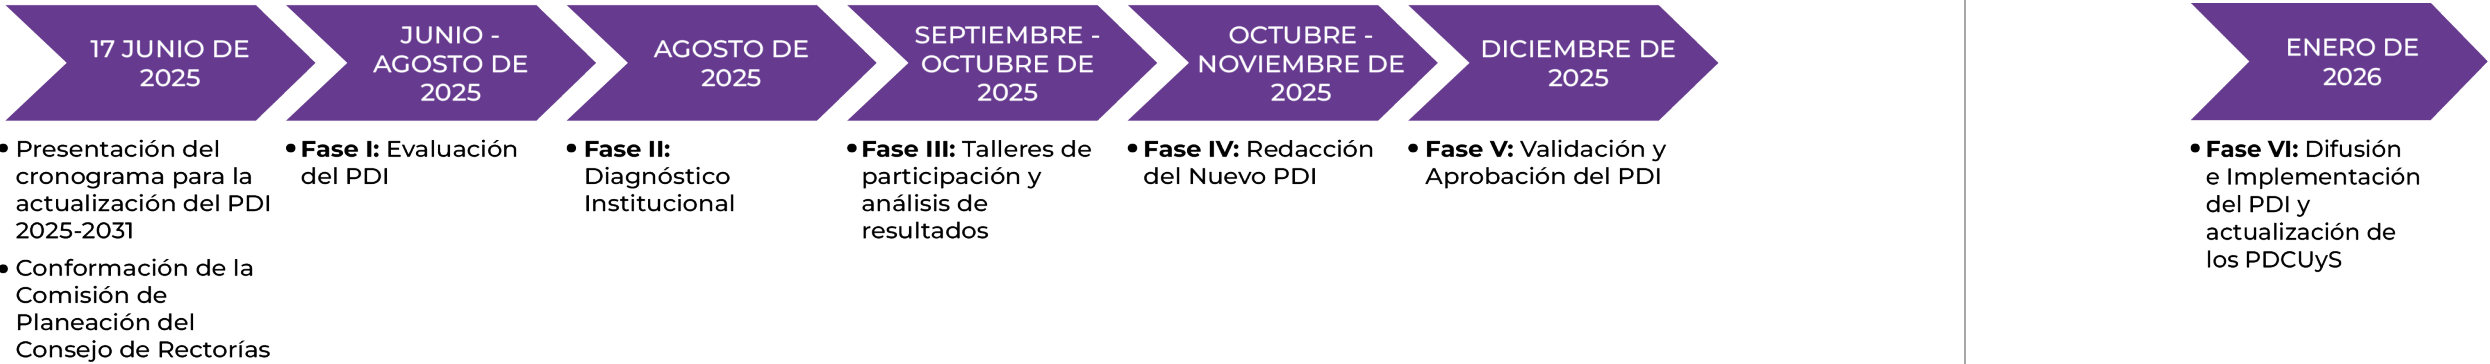 17 JUNIO DE
2025
• Presentación del
cronograma para la
actualización del PDI
2025-2031
• Conformación de la
Comisión de
Planeación del
Consejo de Rectorías
JUNIO -
AGOSTO DE
2025
• Fase I: Evaluación
del PDI
AGOSTO DE
2025
• Fase II:
Diagnóstico
Institucional
SEPTIEMBRE -
OCTUBRE DE
2025
• Fase III: Talleres de
participación y
análisis de
resultados
OCTUBRE -
NOVIEMBRE DE
2025
• Fase IV: Redacción
del Nuevo PDI
DICIEMBRE DE
2025
• Fase V: Validación y
Aprobación del PDI
ENERO DE
2026
• Fase VI: Difusión
e Implementación
del PDI y
actualización de
los PDCUyS